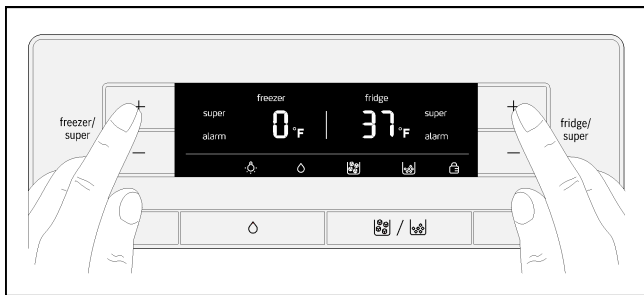 freezer fridge
super super
0°F 37°F
alarm alarm
freezer/
super
fridge/
super
+
−
+
−
/